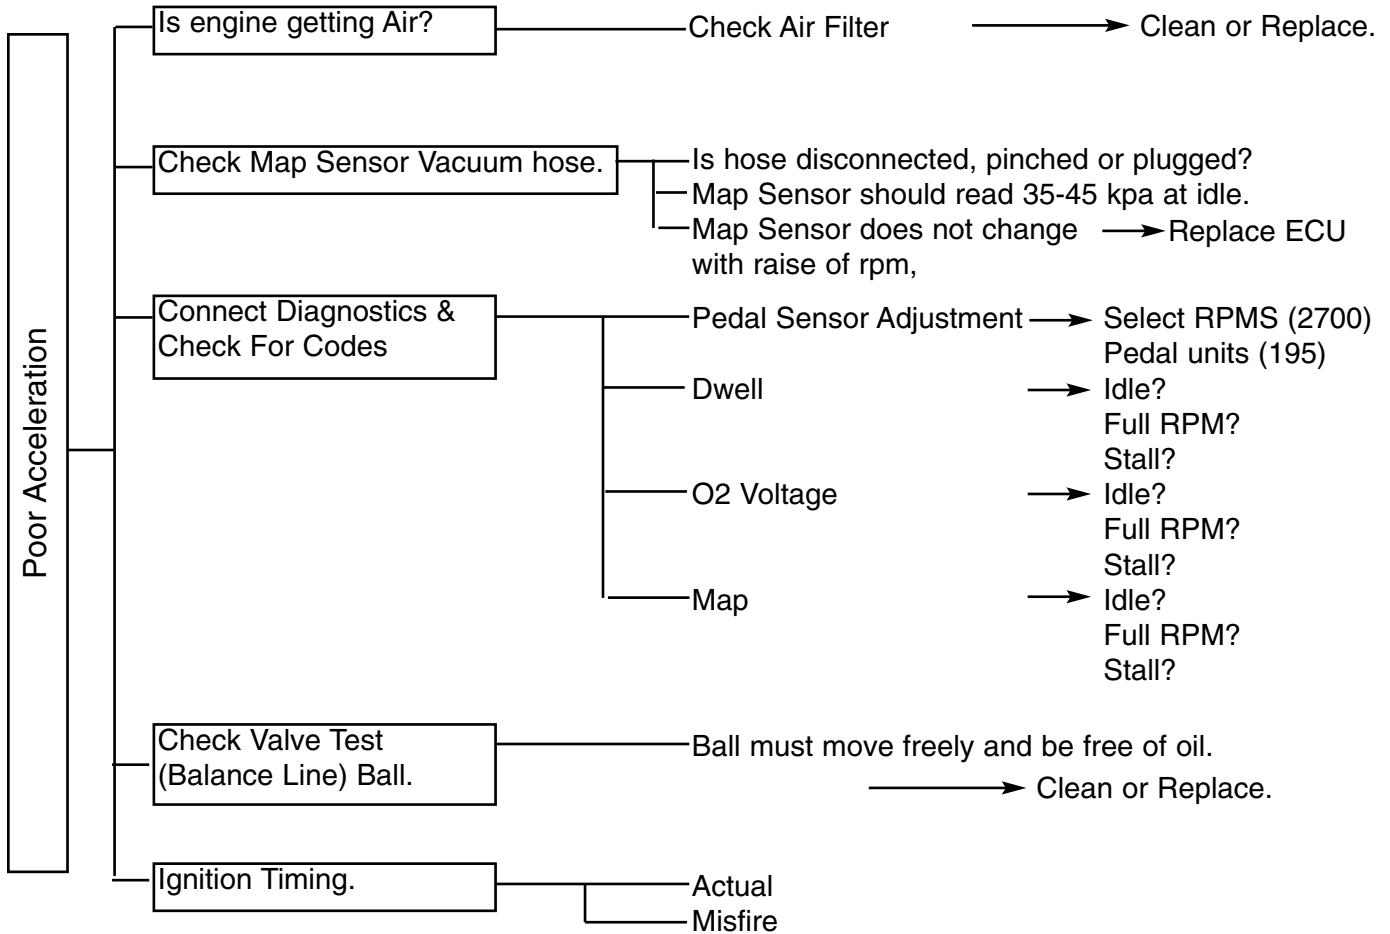 Poor Acceleration
Is engine getting Air?
Check Air Filter
Clean or Replace.
Check Map Sensor Vacuum hose.
Is hose disconnected, pinched or plugged?
Map Sensor should read 35-45 kpa at idle.
Map Sensor does not change
with raise of rpm,
Replace ECU
Connect Diagnostics &
Check For Codes
Pedal Sensor Adjustment
Select RPMS (2700)
Pedal units (195)
Dwell
Idle?
Full RPM?
Stall?
O2 Voltage
Idle?
Full RPM?
Stall?
Map
Idle?
Full RPM?
Stall?
Check Valve Test
(Balance Line) Ball.
Ball must move freely and be free of oil.
Clean or Replace.
Ignition Timing.
Actual
Misfire